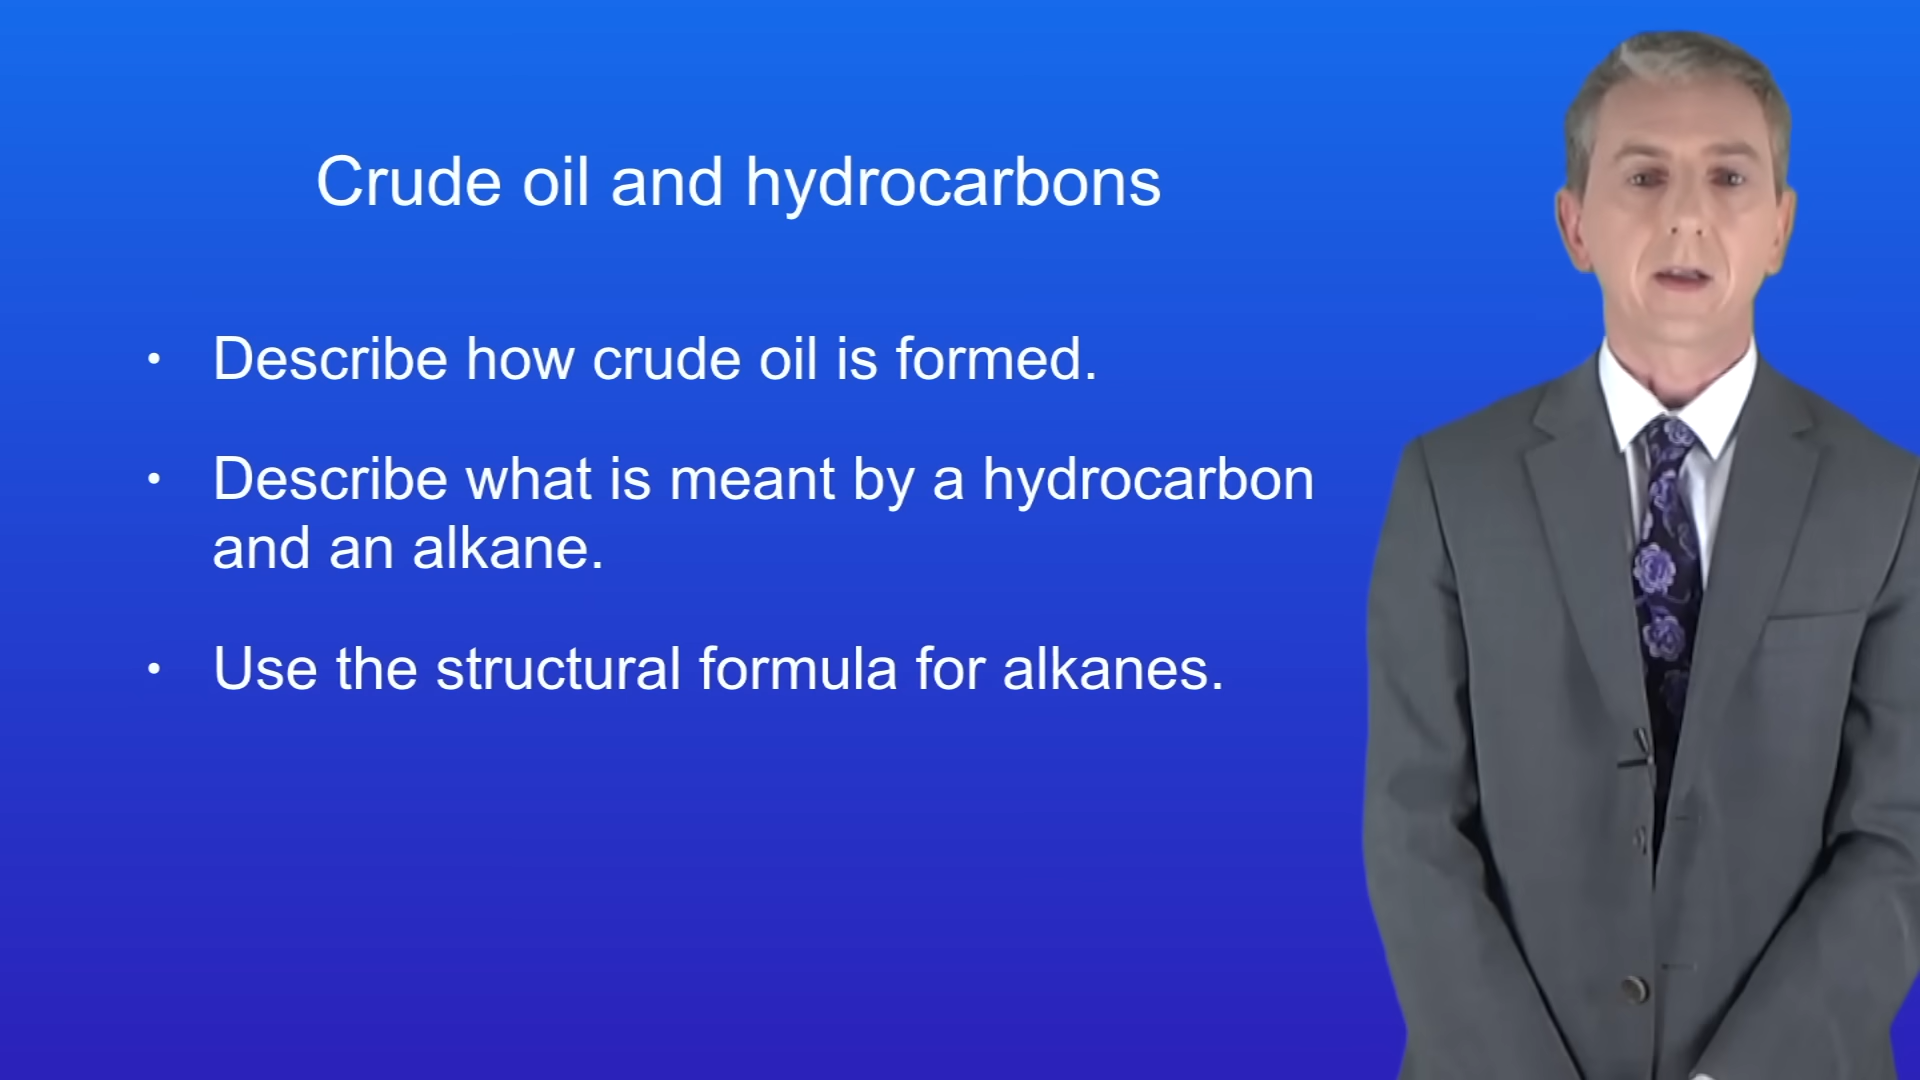 Crude oil and hydrocarbons
• Describe how crude oil is formed.
• Describe what is meant by a hydrocarbon
and an alkane.
• Use the structural formula for alkanes.